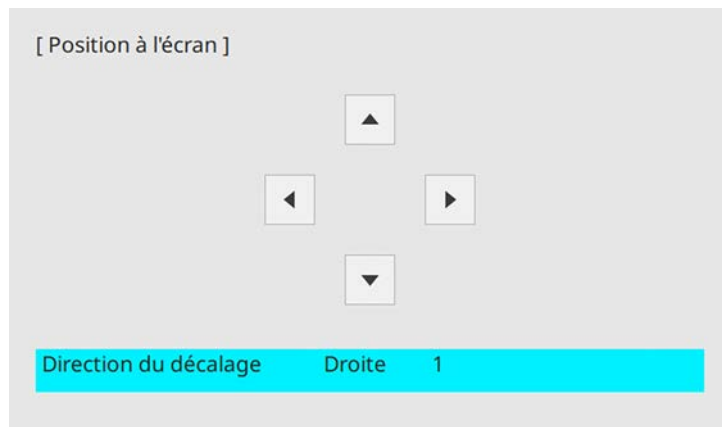 [ Position à l'écran ]
Direction du décalage Droite 1